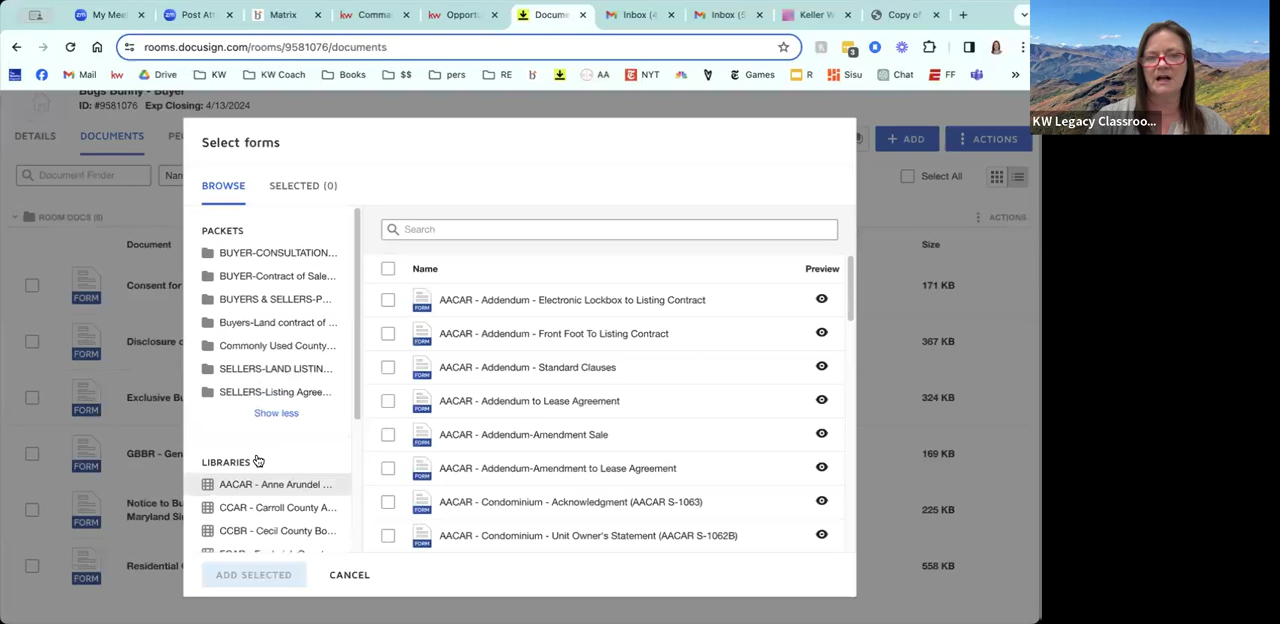 My Mee
Post Att
Matrix
Comma
Opport
Docume
Inbox (4
Inbox (5
Keller W
Copy of
rooms.docusign.com/rooms/9581076/documents
Mail
Drive
KW
KW Coach
Books
$$
pers
RE
AA
NYT
Games
R
Sisu
Chat
FF
KW Legacy Classroo...
Bugs Bunny - Buyer
ID: #9581076 Exp Closing: 4/13/2024
DETAILS
DOCUMENTS
PE
ADD
ACTIONS
Document Finder
Nan
Select All
ROOM DOCS (6)
ACTIONS
Document
Size
Consent for
171 KB
Disclosure o
367 KB
Exclusive Bu
324 KB
GBBR - Gen
169 KB
Notice to Bu
Maryland Sin
225 KB
Residential
558 KB
Select forms
BROWSE
SELECTED (0)
PACKETS
BUYER-CONSULTATION...
BUYER-Contract of Sale...
BUYERS & SELLERS-P...
Buyers-Land contract of ...
Commonly Used County...
SELLERS-LAND LISTIN...
SELLERS-Listing Agree...
Show less
LIBRARIES
AACAR - Anne Arundel ...
CCAR - Carroll County A...
CCBR - Cecil County Bo...
Search
Name
Preview
AACAR - Addendum - Electronic Lockbox to Listing Contract
AACAR - Addendum - Front Foot To Listing Contract
AACAR - Addendum - Standard Clauses
AACAR - Addendum to Lease Agreement
AACAR - Addendum-Amendment Sale
AACAR - Addendum-Amendment to Lease Agreement
AACAR - Condominium - Acknowledgment (AACAR S-1063)
AACAR - Condominium - Unit Owner's Statement (AACAR S-1062B)
ADD SELECTED
CANCEL